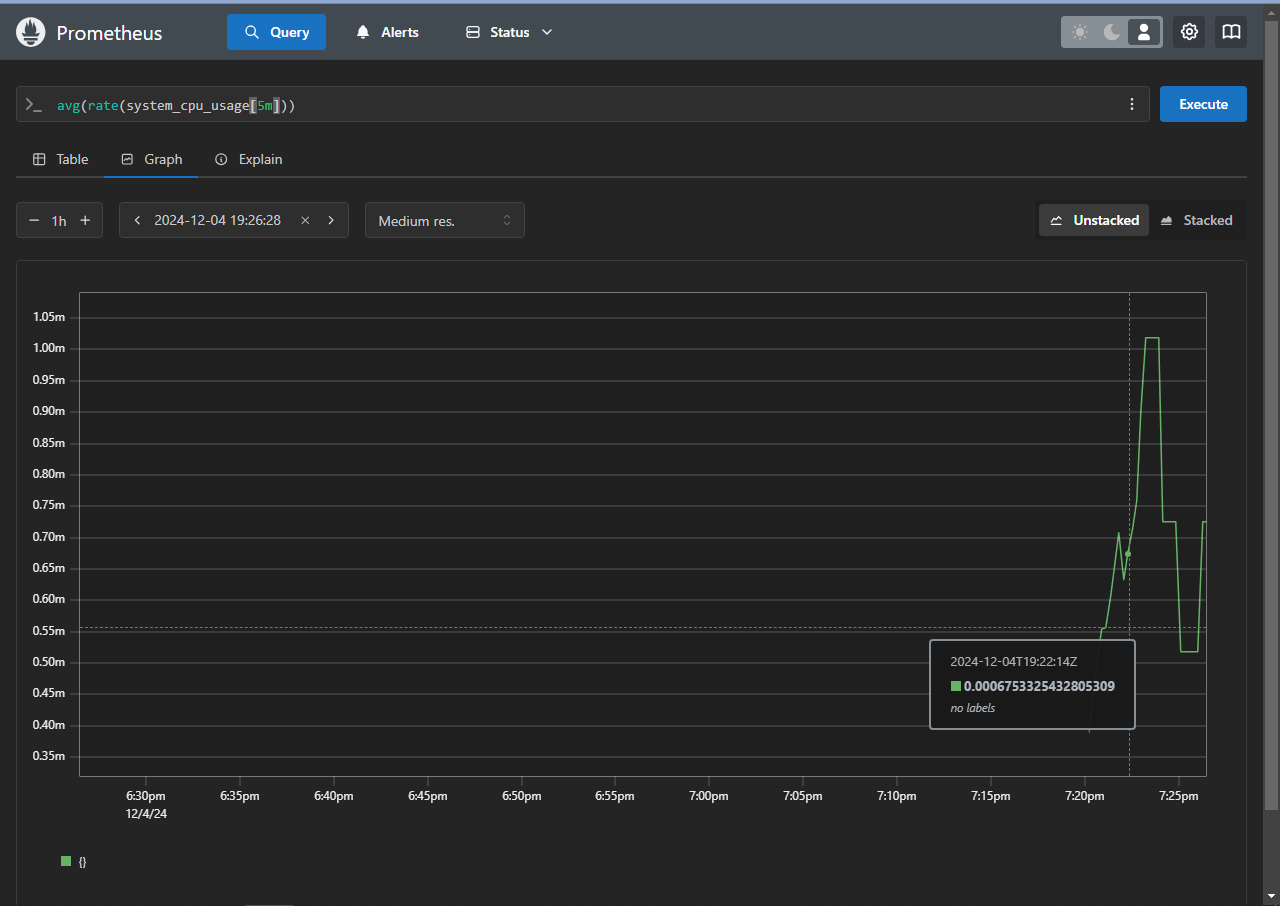 Prometheus Query Alerts Status
avg(rate(system_cpu_usage[5m])) Execute
Table Graph Explain
1h 2024-12-04 19:26:28 Medium res. Unstacked Stacked
1.05m
1.00m
0.95m
0.90m
0.85m
0.80m
0.75m
0.70m
0.65m
0.60m
0.55m
0.50m
0.45m
0.40m
0.35m
2024-12-04T19:22:14Z
0.0006753325432805309
no labels
6:30pm 6:35pm 6:40pm 6:45pm 6:50pm 6:55pm 7:00pm 7:05pm 7:10pm 7:15pm 7:20pm 7:25pm
12/4/24
{}